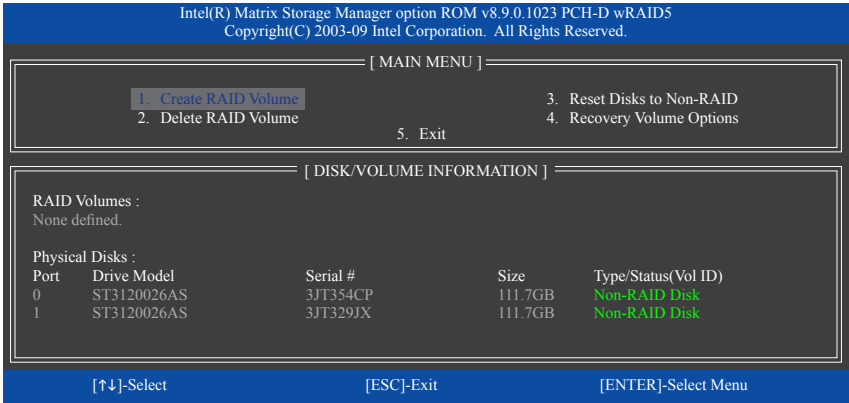 Intel(R) Matrix Storage Manager option ROM v8.9.0.1023 PCH-D wRAID5
Copyright(C) 2003-09 Intel Corporation. All Rights Reserved.
[ MAIN MENU ]
1. Create RAID Volume 3. Reset Disks to Non-RAID
2. Delete RAID Volume 4. Recovery Volume Options
5. Exit
[ DISK/VOLUME INFORMATION ]
RAID Volumes :
None defined.
Physical Disks :
Port Drive Model Serial # Size Type/Status(Vol ID)
0 ST3120026AS 3JT354CP 111.7GB Non-RAID Disk
1 ST3120026AS 3JT329JX 111.7GB Non-RAID Disk
[↑↓]-Select [ESC]-Exit [ENTER]-Select Menu